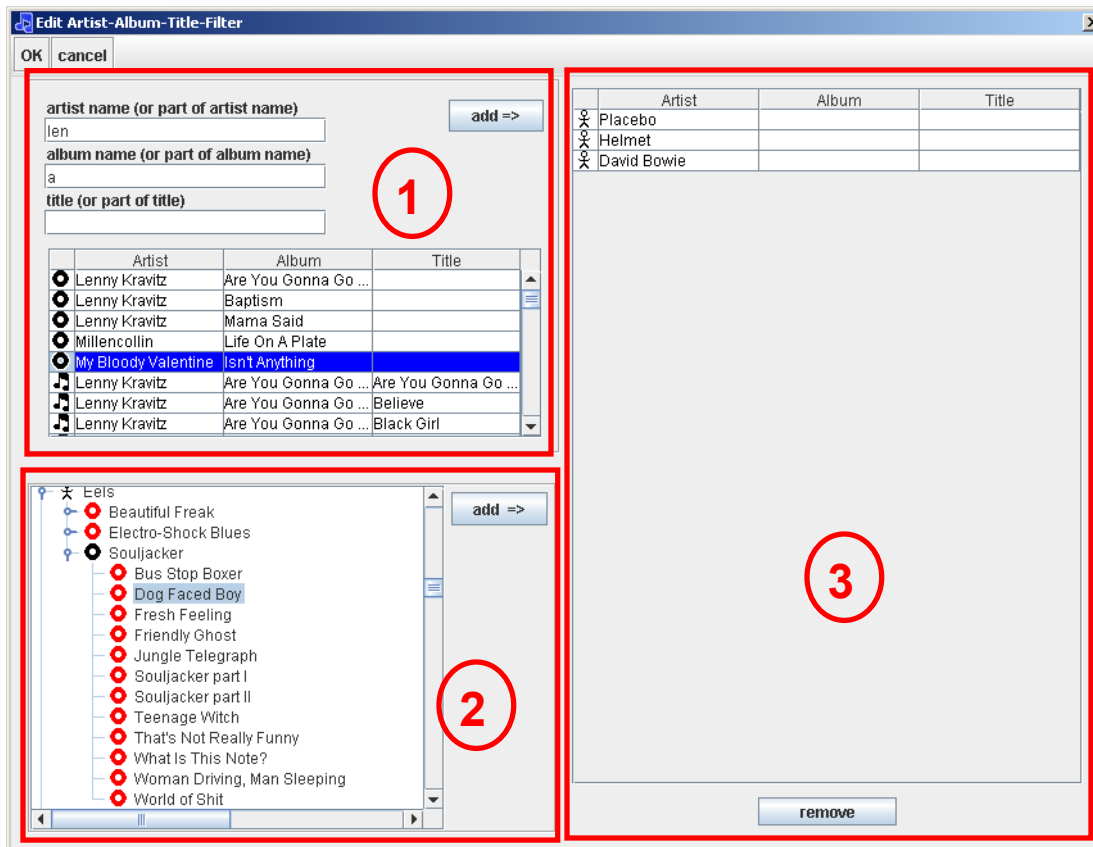 Edit Artist-Album-Title-Filter
OK cancel
artist name (or part of artist name)
add =>
len
album name (or part of album name)
a
title (or part of title)
1
Artist Album Title
Lenny Kravitz Are You Gonna Go ...
Lenny Kravitz Baptism
Lenny Kravitz Mama Said
Millencollin Life On A Plate
My Bloody Valentine Isn't Anything
Lenny Kravitz Are You Gonna Go ... Are You Gonna Go ...
Lenny Kravitz Are You Gonna Go ... Believe
Lenny Kravitz Are You Gonna Go ... Black Girl
Eels
Beautiful Freak
Electro-Shock Blues
Souljacker
Bus Stop Boxer
Dog Faced Boy
Fresh Feeling
Friendly Ghost
Jungle Telegraph
Souljacker part I
Souljacker part II
Teenage Witch
That's Not Really Funny
What Is This Note?
Woman Driving, Man Sleeping
World of Shit
add =>
2
Artist Album Title
Placebo
Helmet
David Bowie
3
remove